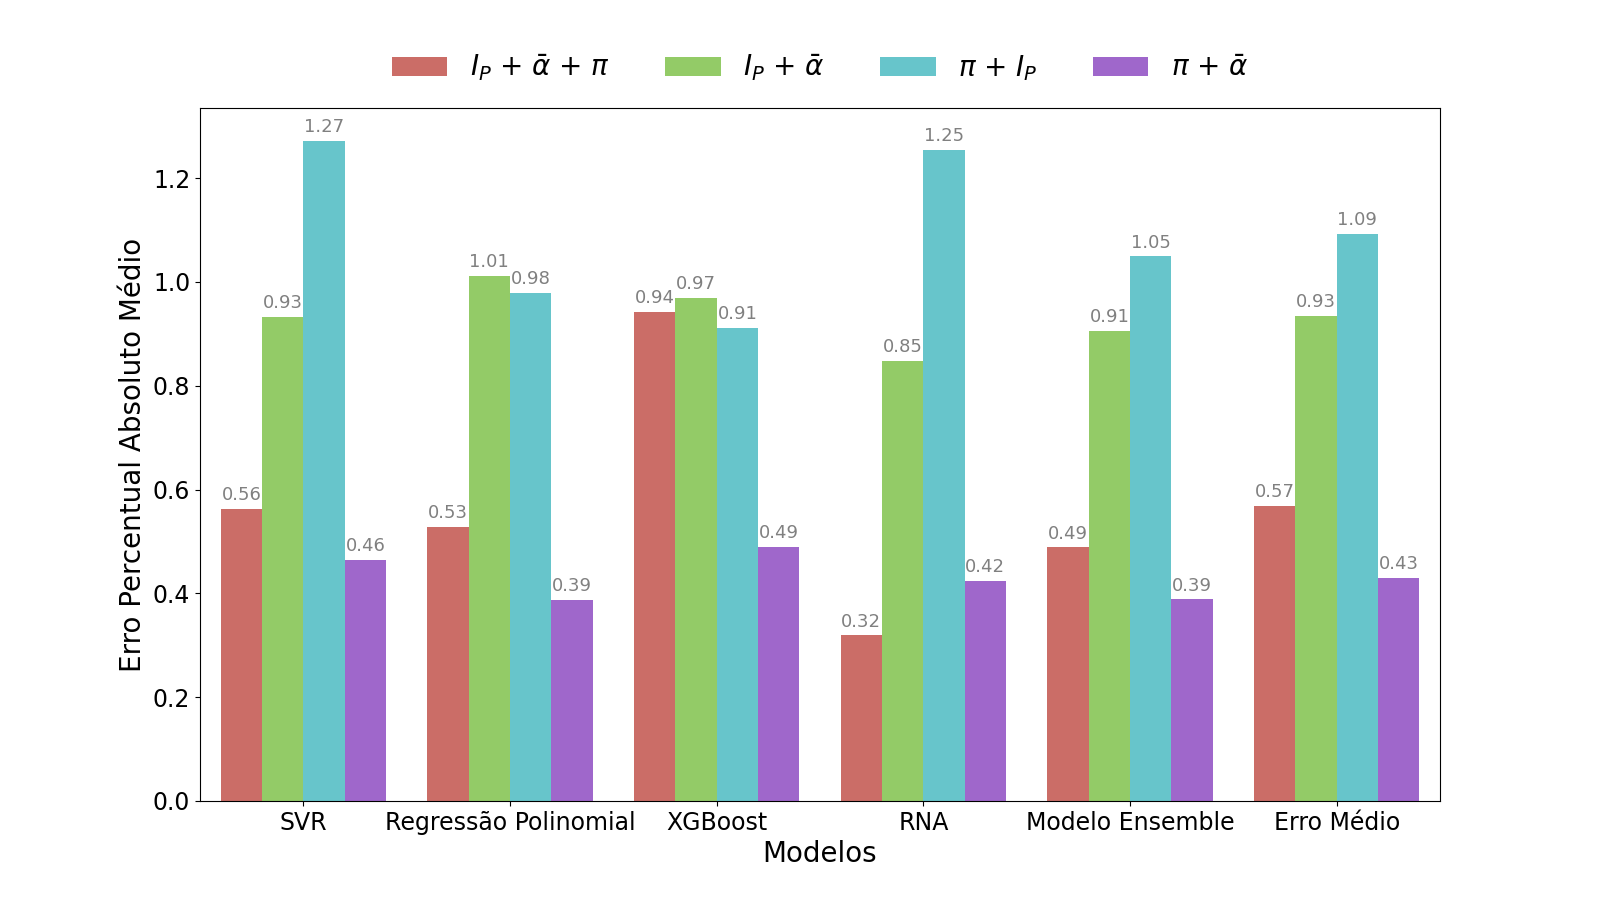 I_P + ᾱ + π
I_P + ᾱ
π + I_P
π + ᾱ
Erro Percentual Absoluto Médio
1.2
1.0
0.8
0.6
0.4
0.2
0.0
0.56 0.93 1.27 0.46
0.53 1.01 0.98 0.39
0.94 0.97 0.91 0.49
0.32 0.85 1.25 0.42
0.49 0.91 1.05 0.39
0.57 0.93 1.09 0.43
SVR
Regressão Polinomial
XGBoost
RNA
Modelo Ensemble
Erro Médio
Modelos